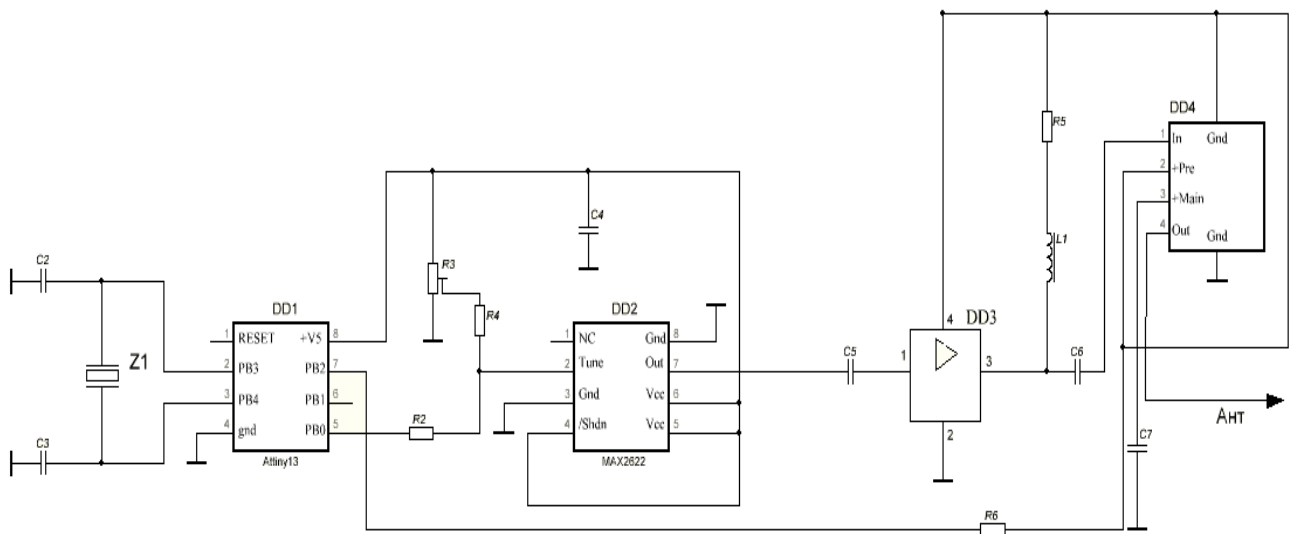 DD4
R5
1 In Gnd
2 +Pre
3 +Main
4 Out Gnd
C4
C2
R3
L1
DD1
R4
DD2
4 DD3
1 RESET +V5 8
1 NC Gnd 8
Z1
2 PB3 PB2 7
2 Tune Out 7
C5
1
3
C6
3 PB4 PB1 6
3 Gnd Vcc 6
АНТ
R2
4 gnd PB0 5
4 /Shdn Vcc 5
2
C7
C3
Attiny13
MAX2622
R6